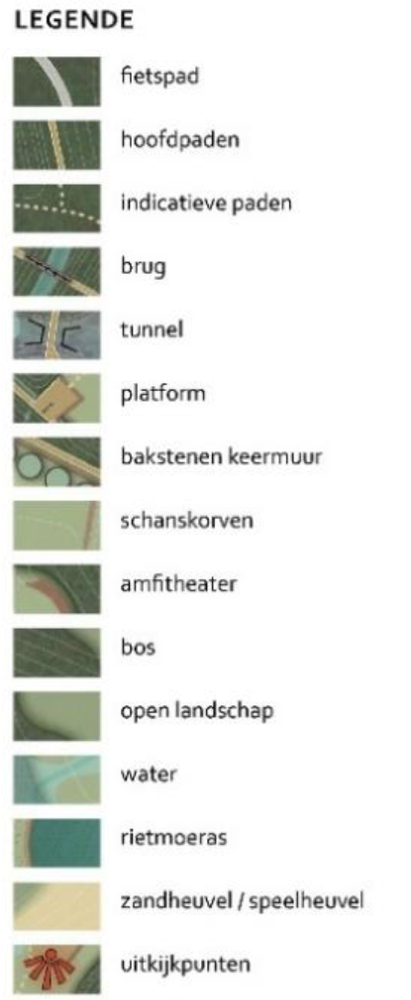 LEGENDE
fietspad
hoofdpaden
indicatieve paden
brug
tunnel
platform
bakstenen keermuur
schanskorven
amfitheater
bos
open landschap
water
rietmoeras
zandheuvel / speelheuvel
uitkijkpunten